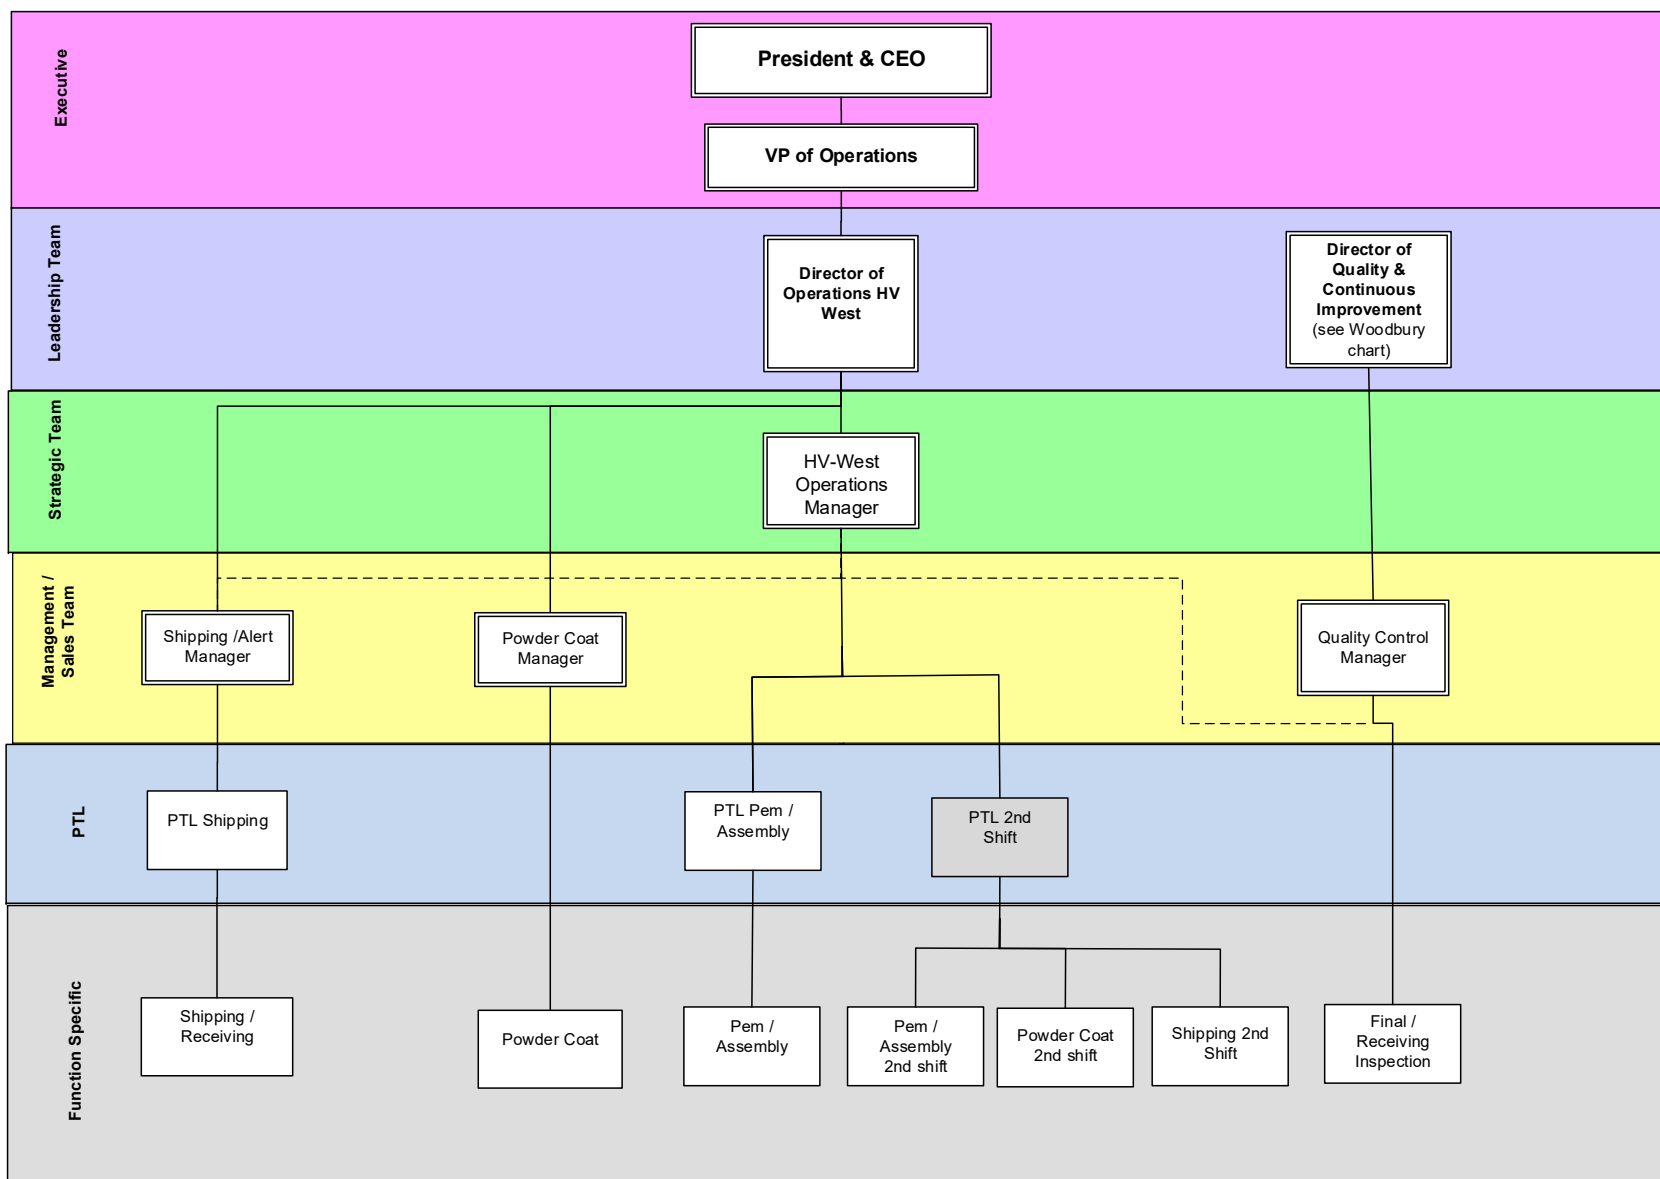 Executive
President & CEO
VP of Operations
Leadership Team
Director of
Operations HV
West
Director of
Quality &
Continuous
Improvement
(see Woodbury
chart)
Strategic Team
HV-West
Operations
Manager
Management /
Sales Team
Shipping /Alert
Manager
Powder Coat
Manager
Quality Control
Manager
PTL
PTL Shipping
PTL Pem /
Assembly
PTL 2nd
Shift
Function Specific
Shipping /
Receiving
Powder Coat
Pem /
Assembly
Pem /
Assembly
2nd shift
Powder Coat
2nd shift
Shipping 2nd
Shift
Final /
Receiving
Inspection